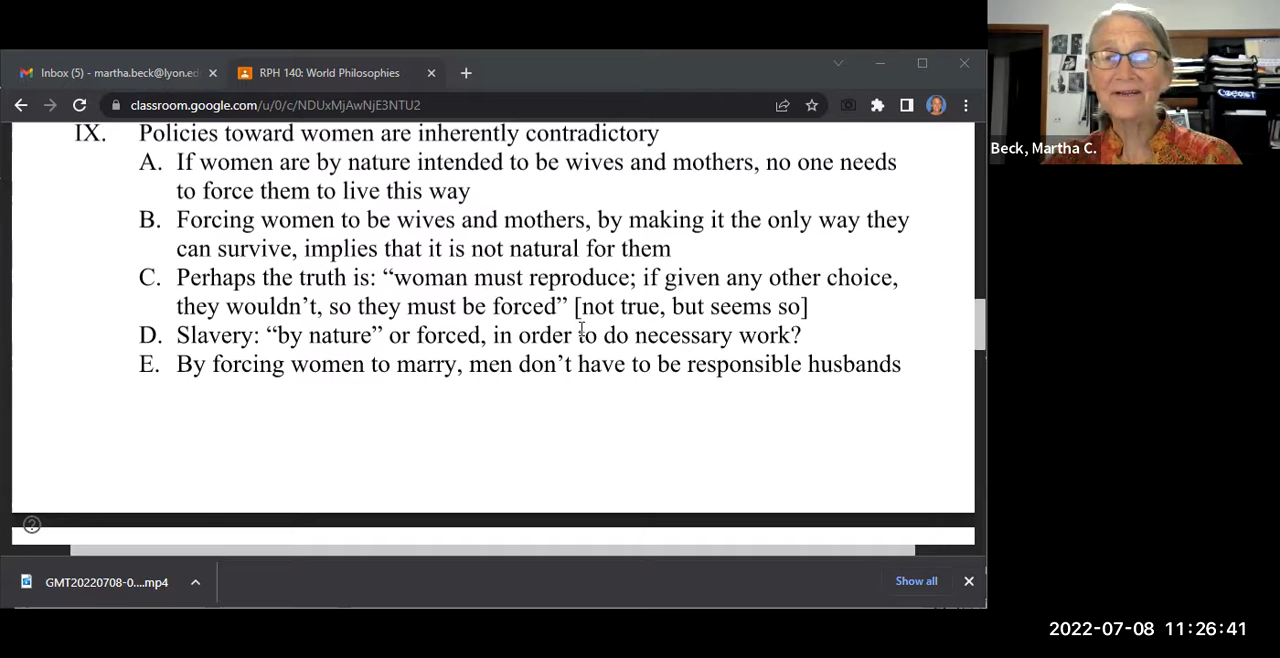 Inbox (5) - martha.beck@lyon.ed
RPH 140: World Philosophies
classroom.google.com/u/0/c/NDUxMjAwNjE3NTU2
IX. Policies toward women are inherently contradictory
A. If women are by nature intended to be wives and mothers, no one needs
to force them to live this way
B. Forcing women to be wives and mothers, by making it the only way they
can survive, implies that it is not natural for them
C. Perhaps the truth is: “woman must reproduce; if given any other choice,
they wouldn’t, so they must be forced” [not true, but seems so]
D. Slavery: “by nature” or forced, in order to do necessary work?
E. By forcing women to marry, men don’t have to be responsible husbands
GMT20220708-0....mp4
Show all
COEXIST
Beck, Martha C.
2022-07-08 11:26:41